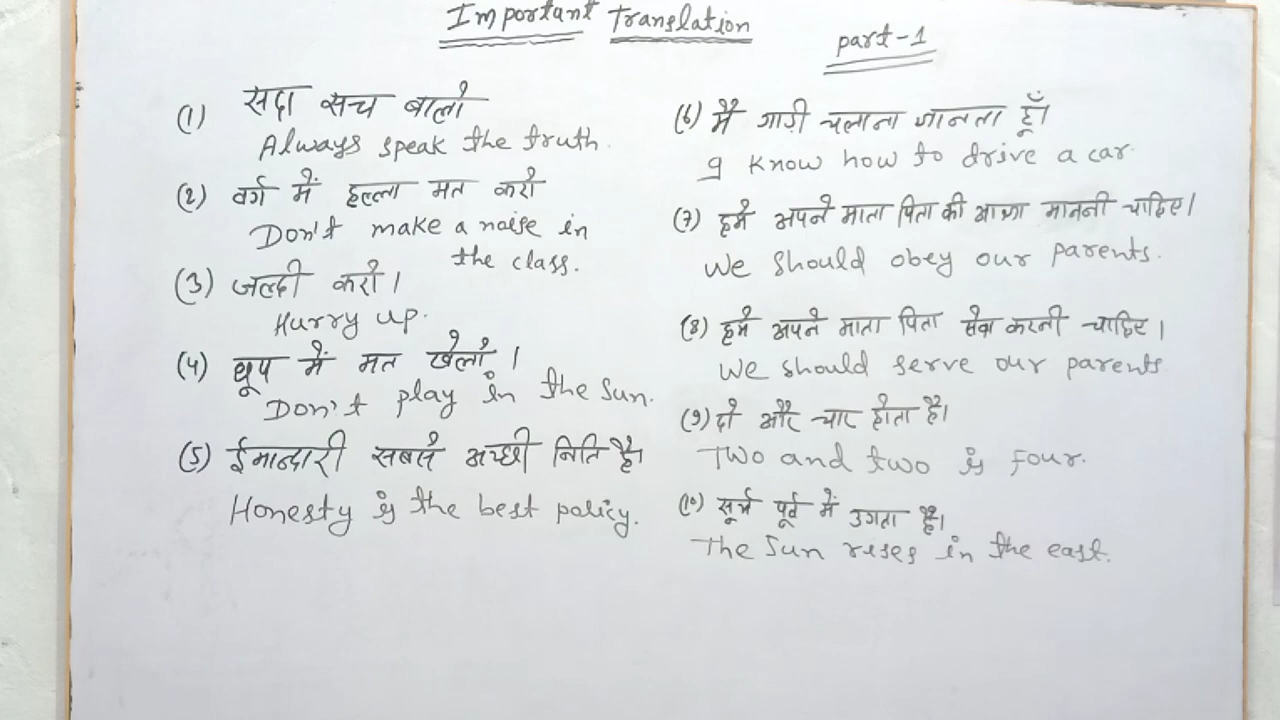 Important Translation
part-1
(1) सदा सच बालो
Always speak the truth.
(2) वर्ग में हल्ला मत करो
Don't make a noise in
the class.
(3) जल्दी करो।
Hurry up.
(4) धूप में मत खेलो।
Don't play in the Sun.
(5) ईमान्दारी सबसे अच्छी निति है।
Honesty is the best policy.
(6) मै गाड़ी चलाना जानता हूँ।
I know how to drive a car.
(7) हमे अपने माता पिता की आज्ञा माननी चाहिए।
We should obey our parents.
(8) हमे अपने माता पिता सेवा करनी चाहिए।
We should serve our parents
(9) दो और चार होता है।
Two and two is four.
(10) सूर्य पूर्व में उगता है।
The Sun rises in the east.